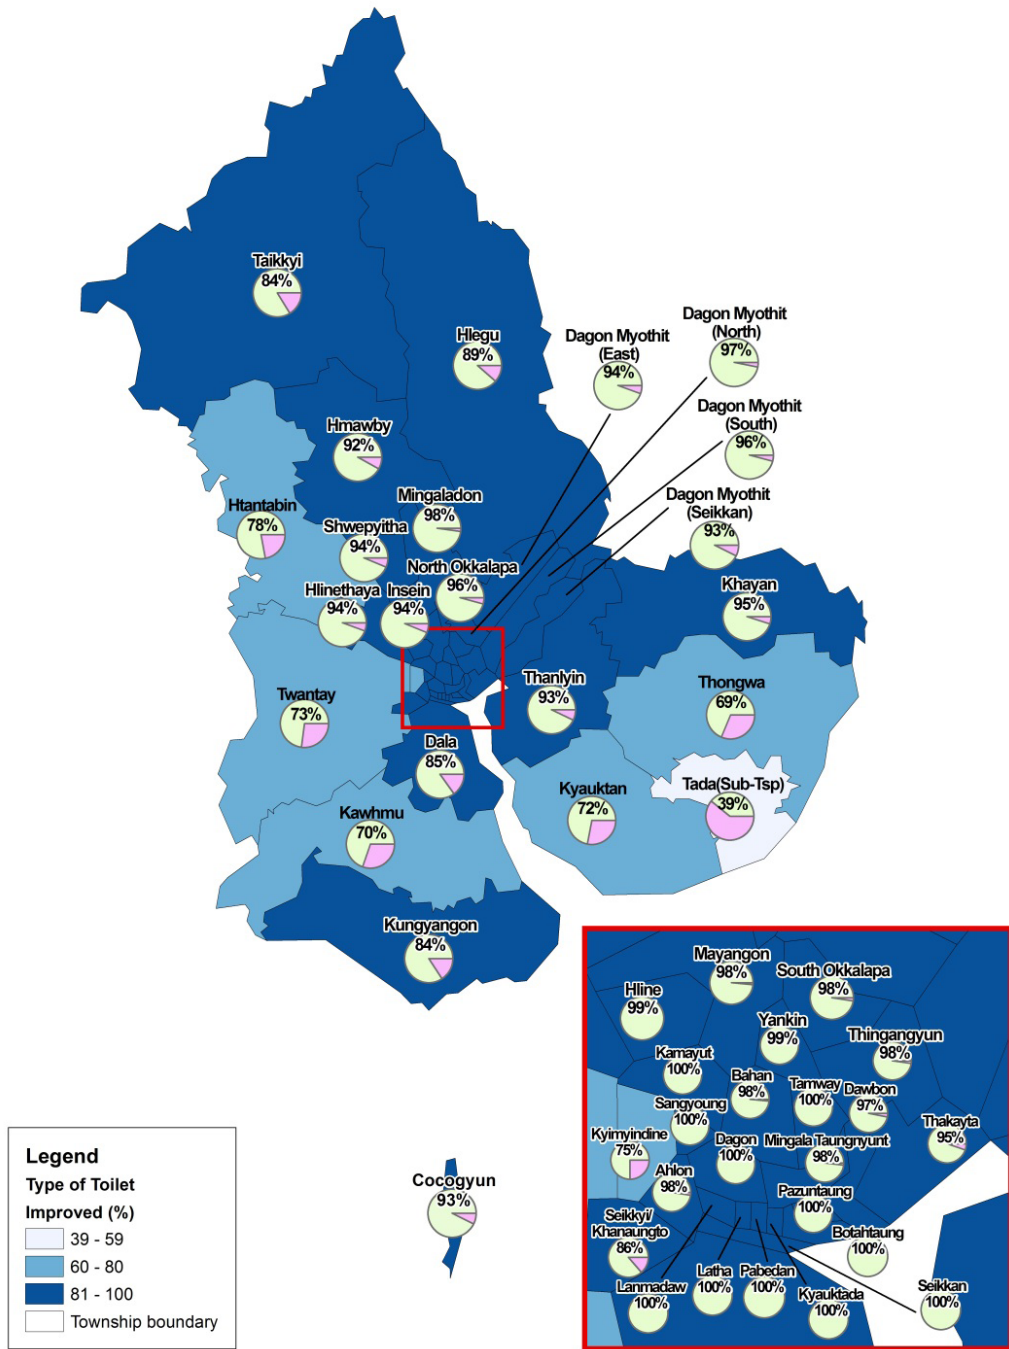 Taikkyi
84%
Hlegu
89%
Dagon Myothit
(East)
94%
Dagon Myothit
(North)
97%
Dagon Myothit
(South)
96%
Dagon Myothit
(Seikkan)
93%
Hmawby
92%
Mingaladon
98%
Htantabin
78%
Shwepyitha
94%
North Okkalapa
96%
Hlinethaya
94%
Insein
94%
Khayan
95%
Thanlyin
93%
Thongwa
69%
Twantay
73%
Dala
85%
Kyauktan
72%
Tada(Sub-Tsp)
39%
Kawhmu
70%
Kungyangon
84%
Cocogyun
93%
Mayangon
98%
South Okkalapa
98%
Hline
99%
Yankin
99%
Thingangyun
98%
Kamayut
100%
Bahan
98%
Tamway
100%
Dawbon
97%
Sangyoung
100%
Thakayta
95%
Kyimyindine
75%
Dagon
100%
Mingala Taungnyunt
98%
Ahlon
98%
Pazuntaung
100%
Seikkyi/
Khanaungto
86%
Botahtaung
100%
Lanmadaw
100%
Latha
100%
Pabedan
100%
Kyauktada
100%
Seikkan
100%
Legend
Type of Toilet
Improved (%)
39 - 59
60 - 80
81 - 100
Township boundary